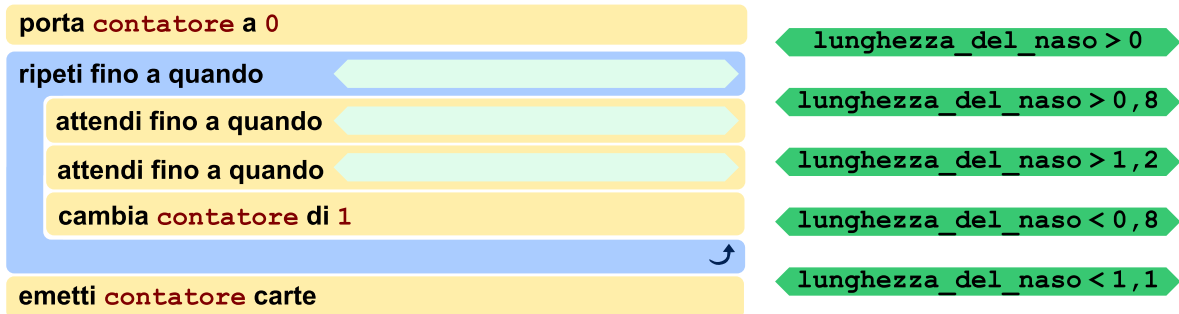 porta contatore a 0
ripeti fino a quando
attendi fino a quando
attendi fino a quando
cambia contatore di 1
emetti contatore carte
lunghezza_del_naso > 0
lunghezza_del_naso > 0,8
lunghezza_del_naso > 1,2
lunghezza_del_naso < 0,8
lunghezza_del_naso < 1,1